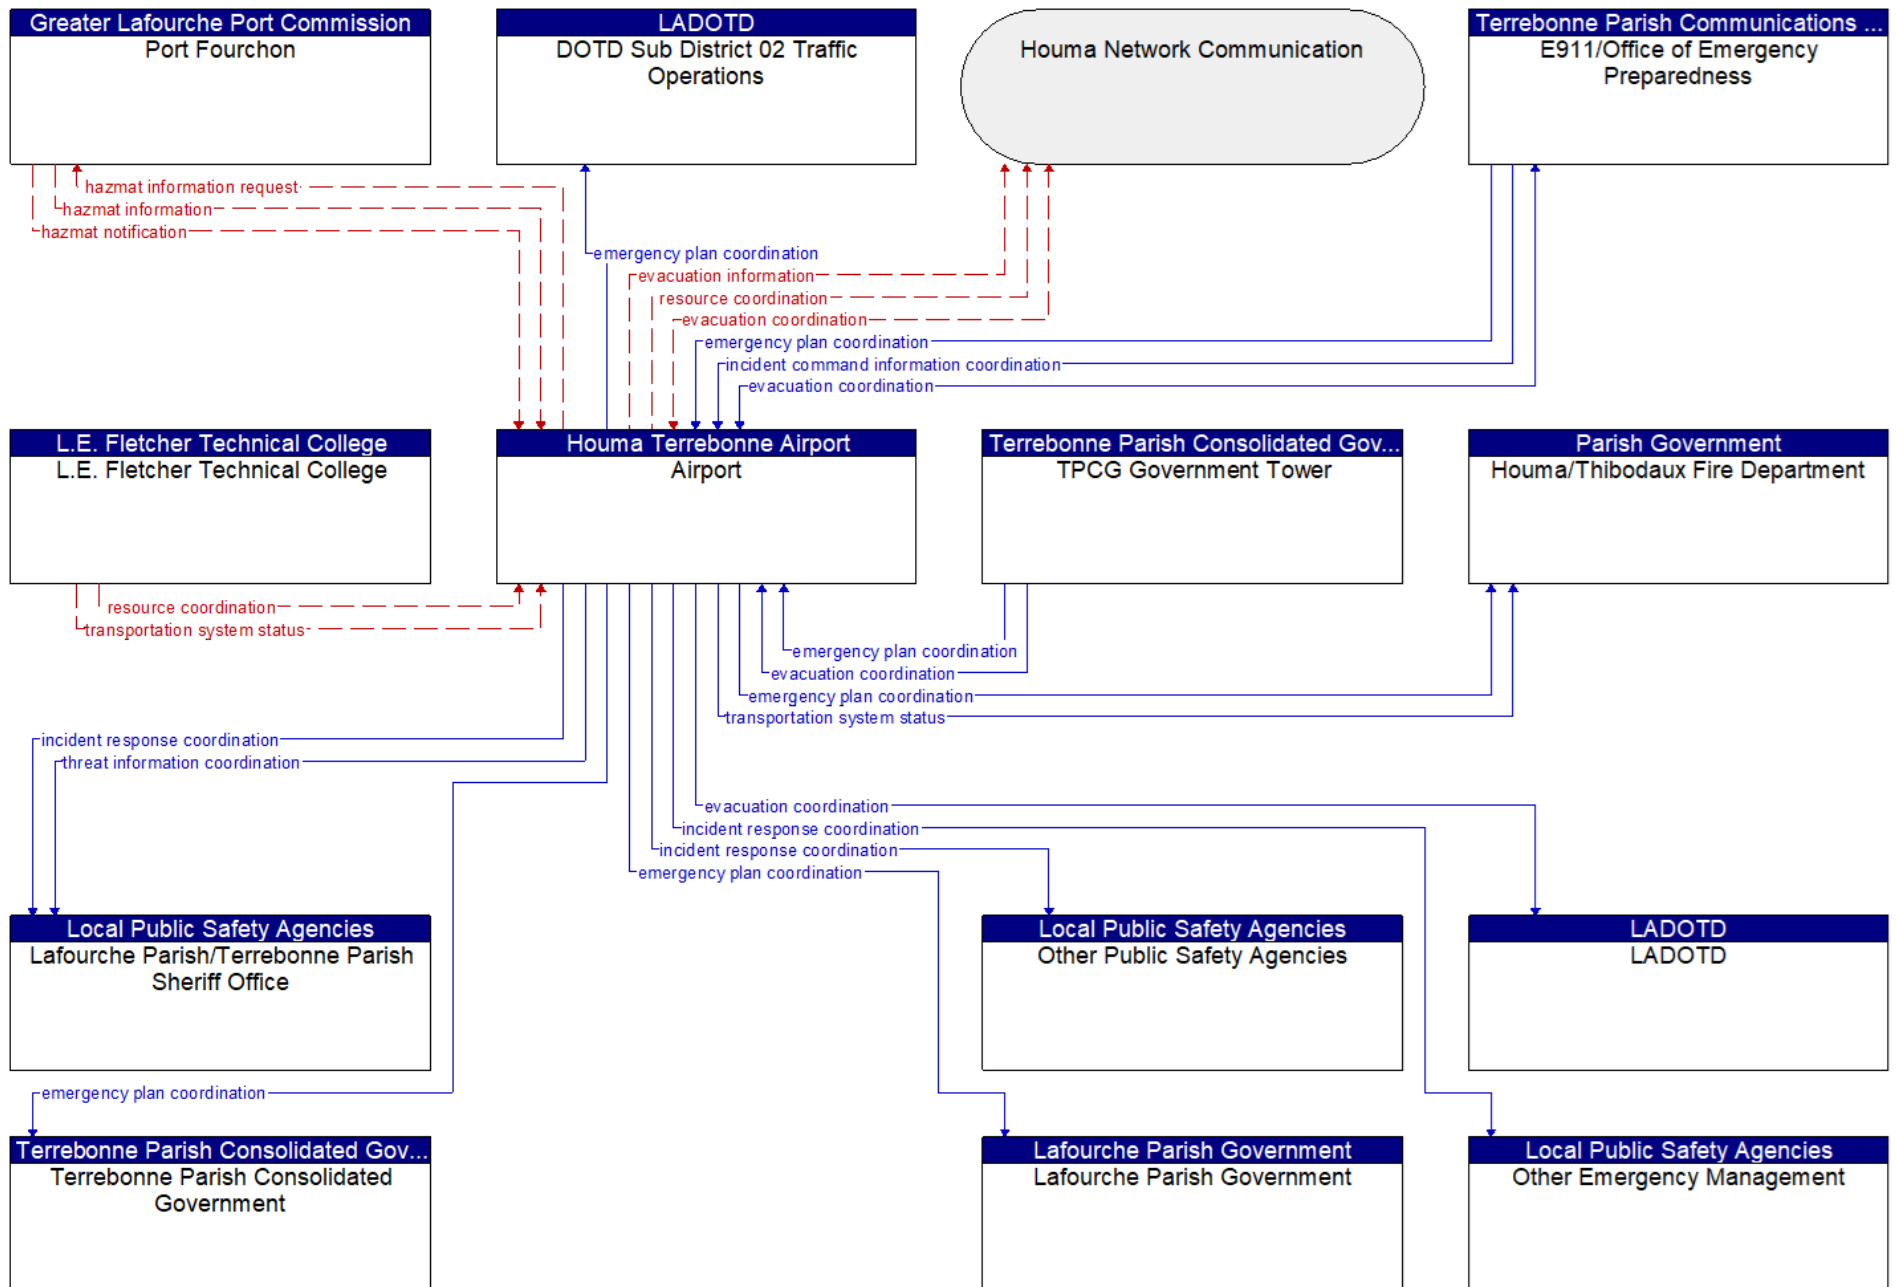 Greater Lafourche Port Commission
Port Fourchon
LADOTD
DOTD Sub District 02 Traffic
Operations
Houma Network Communication
Terrebonne Parish Communications ...
E911/Office of Emergency
Preparedness
hazmat information request
hazmat information
hazmat notification
emergency plan coordination
evacuation information
resource coordination
evacuation coordination
emergency plan coordination
incident command information coordination
evacuation coordination
L.E. Fletcher Technical College
L.E. Fletcher Technical College
Houma Terrebonne Airport
Airport
Terrebonne Parish Consolidated Gov...
TPCG Government Tower
Parish Government
Houma/Thibodaux Fire Department
resource coordination
transportation system status
emergency plan coordination
evacuation coordination
emergency plan coordination
transportation system status
incident response coordination
threat information coordination
evacuation coordination
incident response coordination
incident response coordination
emergency plan coordination
Local Public Safety Agencies
Lafourche Parish/Terrebonne Parish
Sheriff Office
Local Public Safety Agencies
Other Public Safety Agencies
LADOTD
LADOTD
emergency plan coordination
Terrebonne Parish Consolidated Gov...
Terrebonne Parish Consolidated
Government
Lafourche Parish Government
Lafourche Parish Government
Local Public Safety Agencies
Other Emergency Management